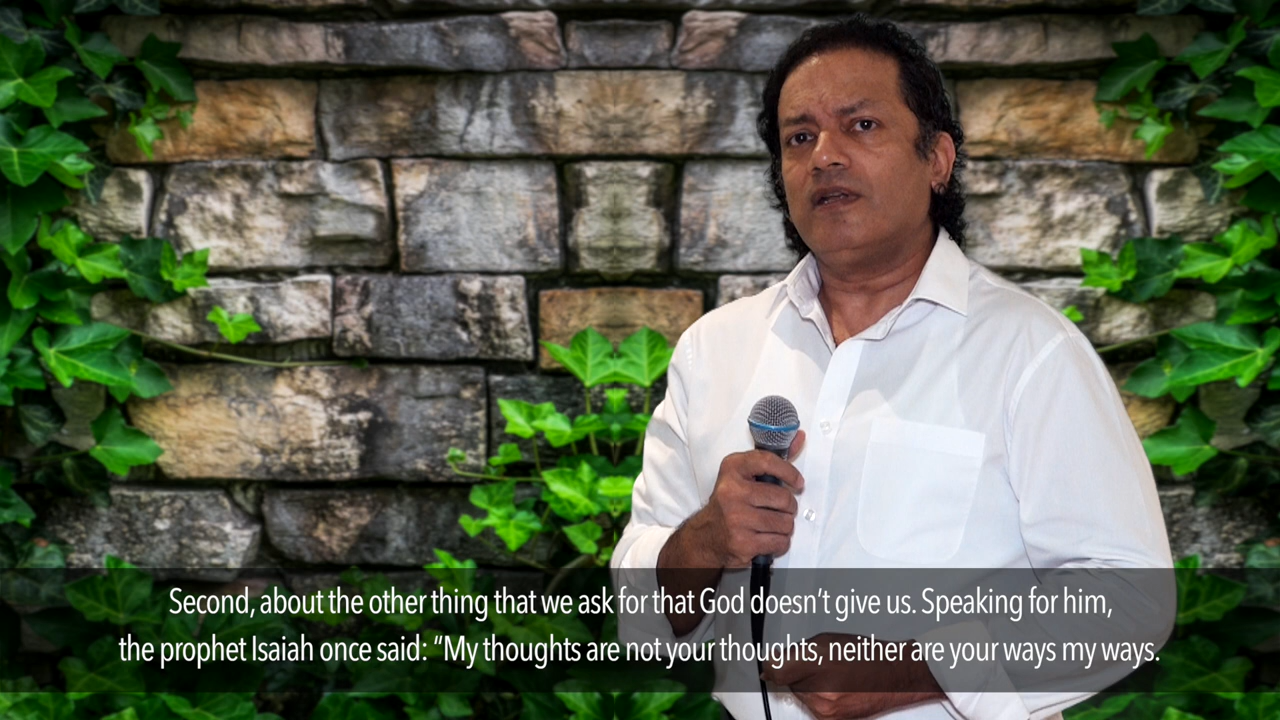 Second, about the other thing that we ask for that God doesn’t give us. Speaking for him,
the prophet Isaiah once said: “My thoughts are not your thoughts, neither are your ways my ways.